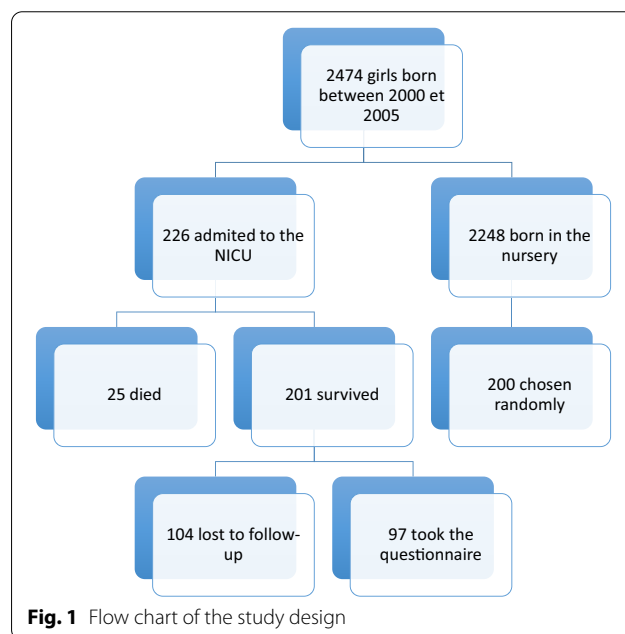 2474 girls born
between 2000 et
2005
226 admited to the
NICU
2248 born in the
nursery
25 died
201 survived
200 chosen
randomly
104 lost to follow-
up
97 took the
questionnaire
Fig. 1 Flow chart of the study design